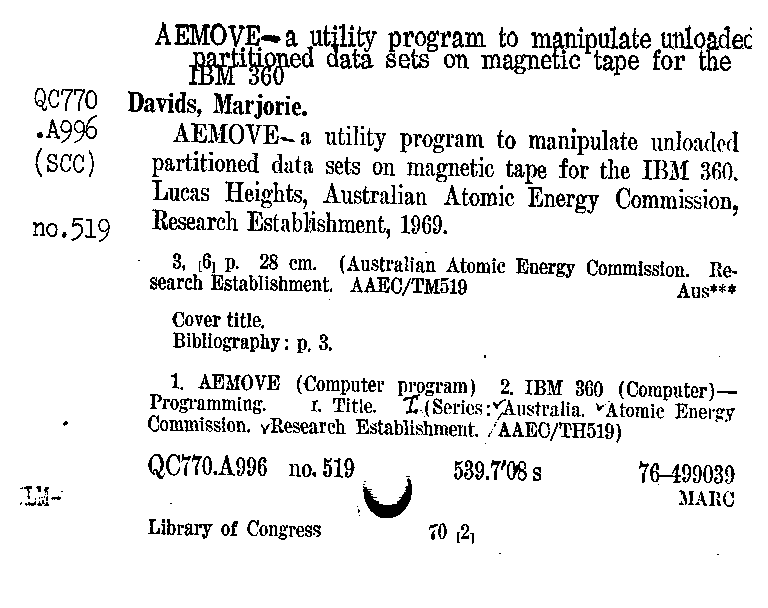 AEMOVE—a utility program to manipulate unloaded
partitioned data sets on magnetic tape for the
IBM 360
QC770 Davids, Marjorie.
.A996 AEMOVE—a utility program to manipulate unloaded
(SCC) partitioned data sets on magnetic tape for the IBM 360.
Lucas Heights, Australian Atomic Energy Commission,
no.519 Research Establishment, 1969.
3, [6] p. 28 cm. (Australian Atomic Energy Commission. Re-
search Establishment. AAEC/TM519 Aus***
Cover title.
Bibliography: p. 3.
1. AEMOVE (Computer program) 2. IBM 360 (Computer)—
Programming. I. Title. (Series: Australia. Atomic Energy
Commission. Research Establishment. AAEC/TH519)
QC770.A996 no. 519 539.7'08 s 76–499039
LM- MARC
Library of Congress 70 [2]